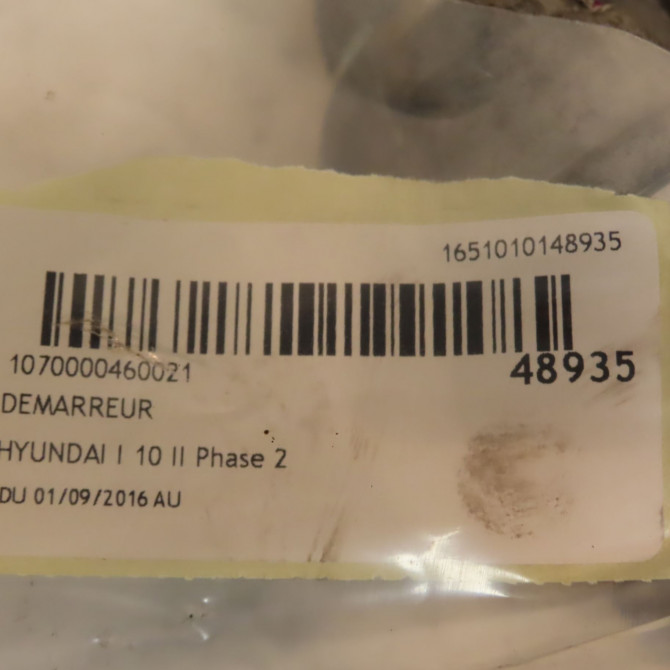 1651010148935
1070000460021
48935
DEMARREUR
HYUNDAI I 10 II Phase 2
DU 01/09/2016 AU